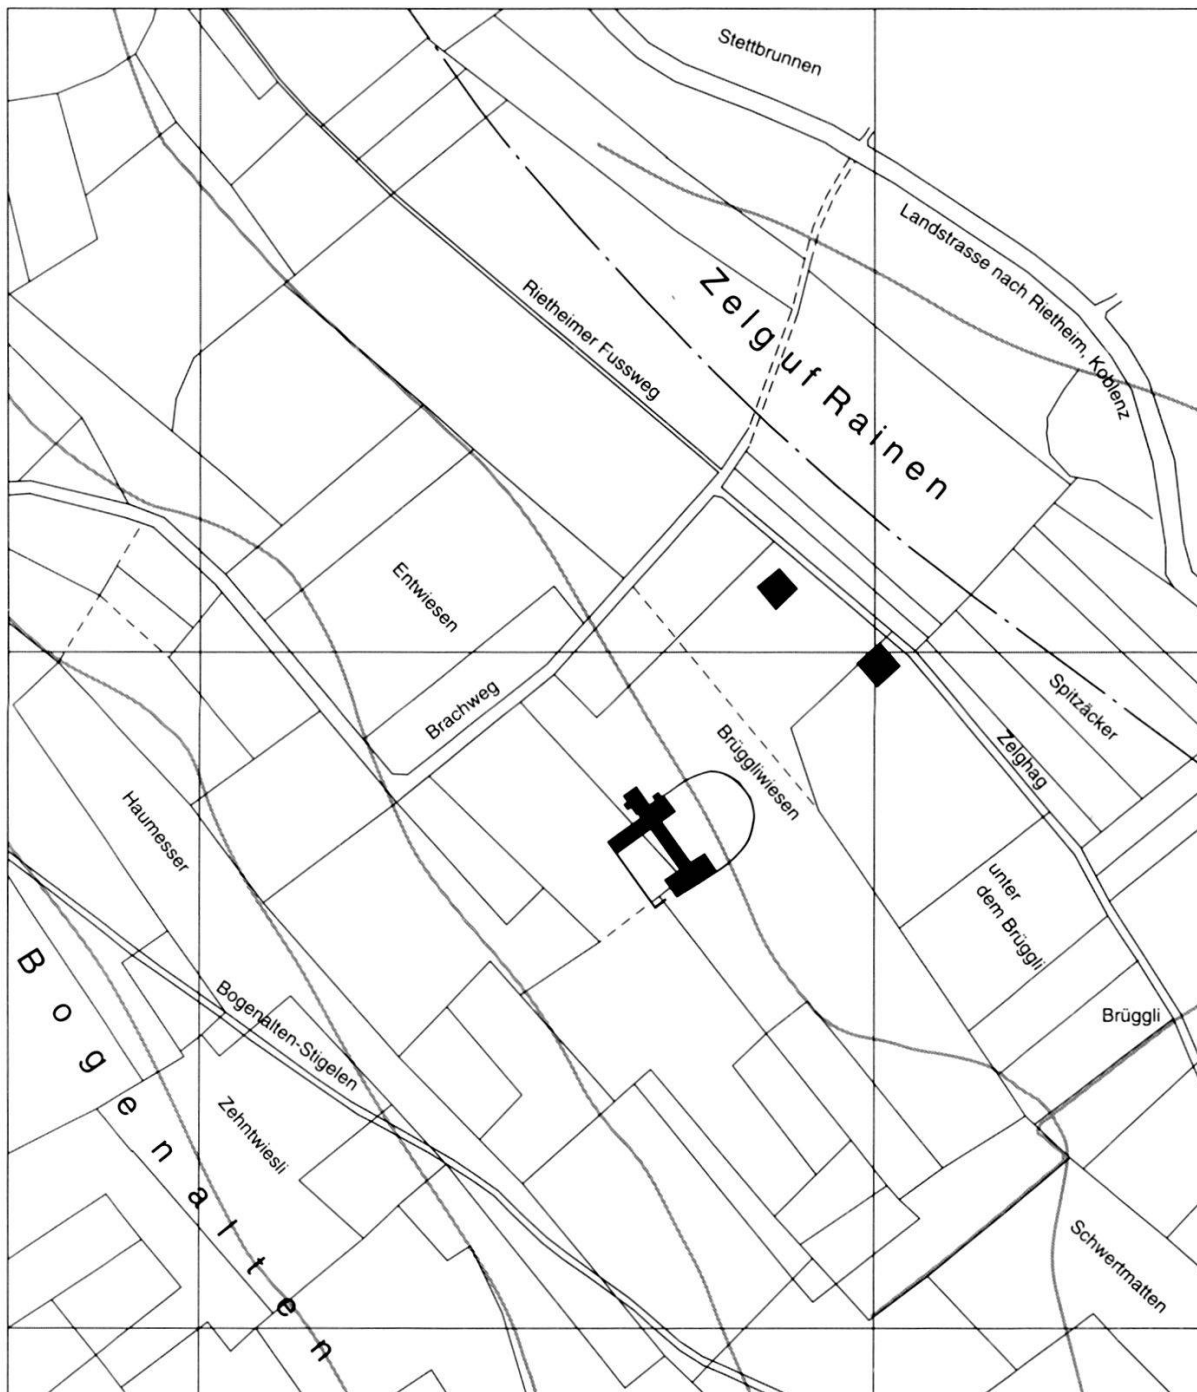 Stettbrunnen
Landstrasse nach Rietheim, Koblenz
Zelg uf Rainen
Rietheimer Fussweg
Entwiesen
Brachweg
Brüggliwiesen
Spitzäcker
Zelghag
Haumesser
unter
dem Brüggli
Brüggli
Bogenalten
Bogenalten-Stigelen
Zehntwiesli
Schwertmatten